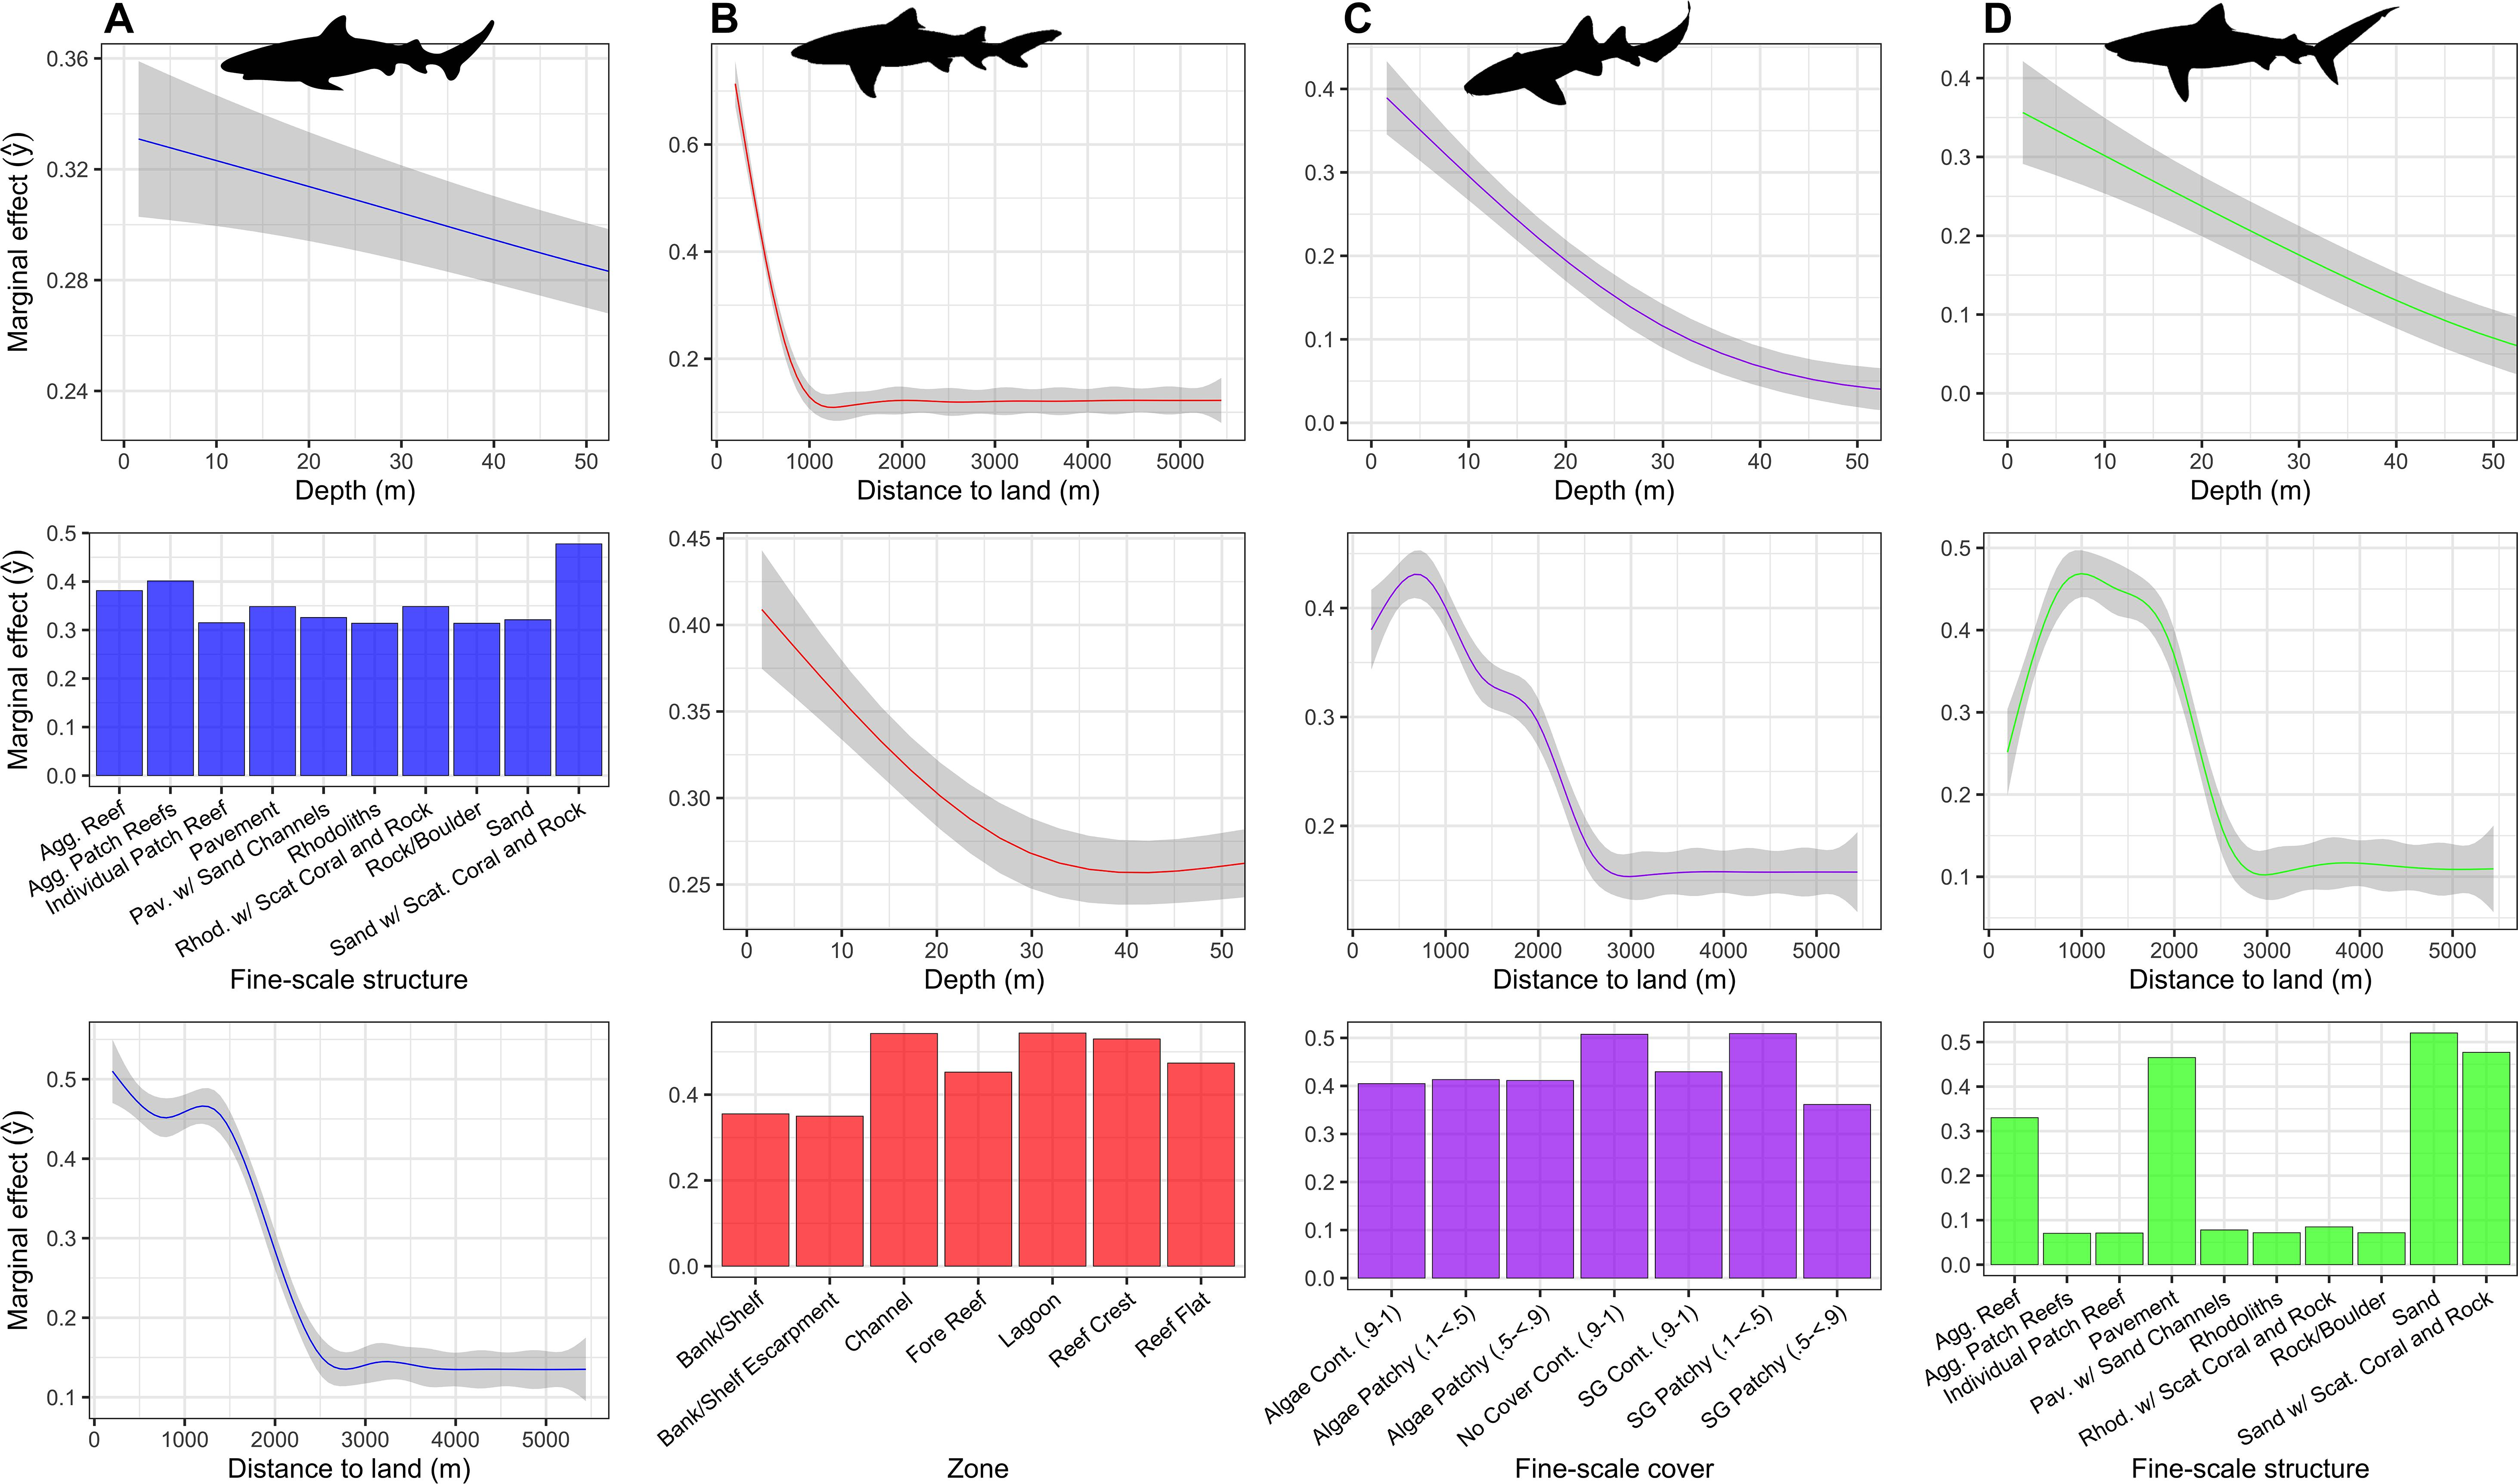 A
B
C
D
Marginal effect (ŷ)
0.36
0.32
0.28
0.24
0 10 20 30 40 50
Depth (m)
0.6
0.4
0.2
0 1000 2000 3000 4000 5000
Distance to land (m)
0.4
0.3
0.2
0.1
0.0
0 10 20 30 40 50
Depth (m)
0.4
0.3
0.2
0.1
0.0
0 10 20 30 40 50
Depth (m)
Marginal effect (ŷ)
0.5
0.4
0.3
0.2
0.1
0.0
Agg. Reef
Agg. Patch Reefs
Individual Patch Reef
Pavement
Pav. w/ Sand Channels
Rhodoliths
Rhod. w/ Scat Coral and Rock
Rock/Boulder
Sand
Sand w/ Scat. Coral and Rock
Fine-scale structure
0.45
0.40
0.35
0.30
0.25
0 10 20 30 40 50
Depth (m)
0.4
0.3
0.2
0 1000 2000 3000 4000 5000
Distance to land (m)
0.5
0.4
0.3
0.2
0.1
0 1000 2000 3000 4000 5000
Distance to land (m)
Marginal effect (ŷ)
0.5
0.4
0.3
0.2
0.1
0 1000 2000 3000 4000 5000
Distance to land (m)
0.4
0.2
0.0
Bank/Shelf
Bank/Shelf Escarpment
Channel
Fore Reef
Lagoon
Reef Crest
Reef Flat
Zone
0.5
0.4
0.3
0.2
0.1
0.0
Algae Cont. (.9-1)
Algae Patchy (.1-<.5)
Algae Patchy (.5-<.9)
No Cover Cont. (.9-1)
SG Cont. (.9-1)
SG Patchy (.1-<.5)
SG Patchy (.5-<.9)
Fine-scale cover
0.5
0.4
0.3
0.2
0.1
0.0
Agg. Reef
Agg. Patch Reefs
Individual Patch Reef
Pavement
Pav. w/ Sand Channels
Rhodoliths
Rhod. w/ Scat Coral and Rock
Rock/Boulder
Sand
Sand w/ Scat. Coral and Rock
Fine-scale structure